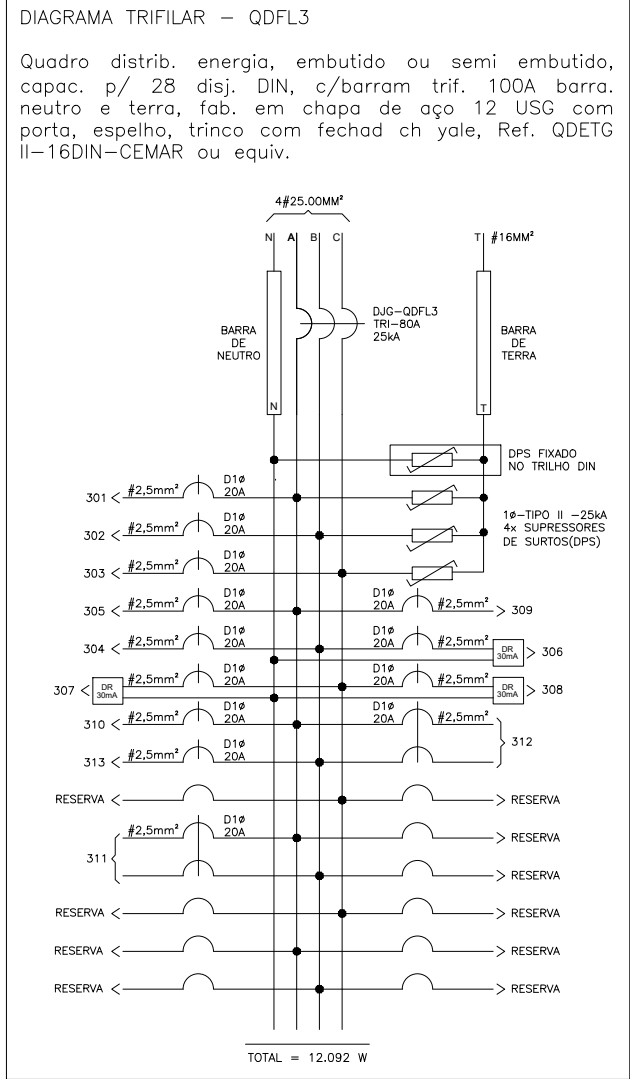 DIAGRAMA TRIFILAR – QDFL3
Quadro distrib. energia, embutido ou semi embutido,
capac. p/ 28 disj. DIN, c/barram trif. 100A barra.
neutro e terra, fab. em chapa de aço 12 USG com
porta, espelho, trinco com fechad ch yale, Ref. QDETG
II–16DIN–CEMAR ou equiv.
4#25.00MM²
N A B C
T #16MM²
DJG–QDFL3
TRI–80A
25kA
BARRA
DE
NEUTRO
BARRA
DE
TERRA
N
T
DPS FIXADO
NO TRILHO DIN
1ø–TIPO II –25kA
4x SUPRESSORES
DE SURTOS(DPS)
301 < #2,5mm² D1ø 20A
302 < #2,5mm² D1ø 20A
303 < #2,5mm² D1ø 20A
305 < #2,5mm² D1ø 20A D1ø 20A #2,5mm² > 309
304 < #2,5mm² D1ø 20A D1ø 20A #2,5mm² DR 30mA > 306
307 < DR 30mA #2,5mm² D1ø 20A D1ø 20A #2,5mm² DR 30mA > 308
310 < #2,5mm² D1ø 20A D1ø 20A #2,5mm²
312
313 < #2,5mm² D1ø 20A
RESERVA < > RESERVA
#2,5mm² D1ø 20A > RESERVA
311
> RESERVA
RESERVA < > RESERVA
RESERVA < > RESERVA
RESERVA < > RESERVA
TOTAL = 12.092 W